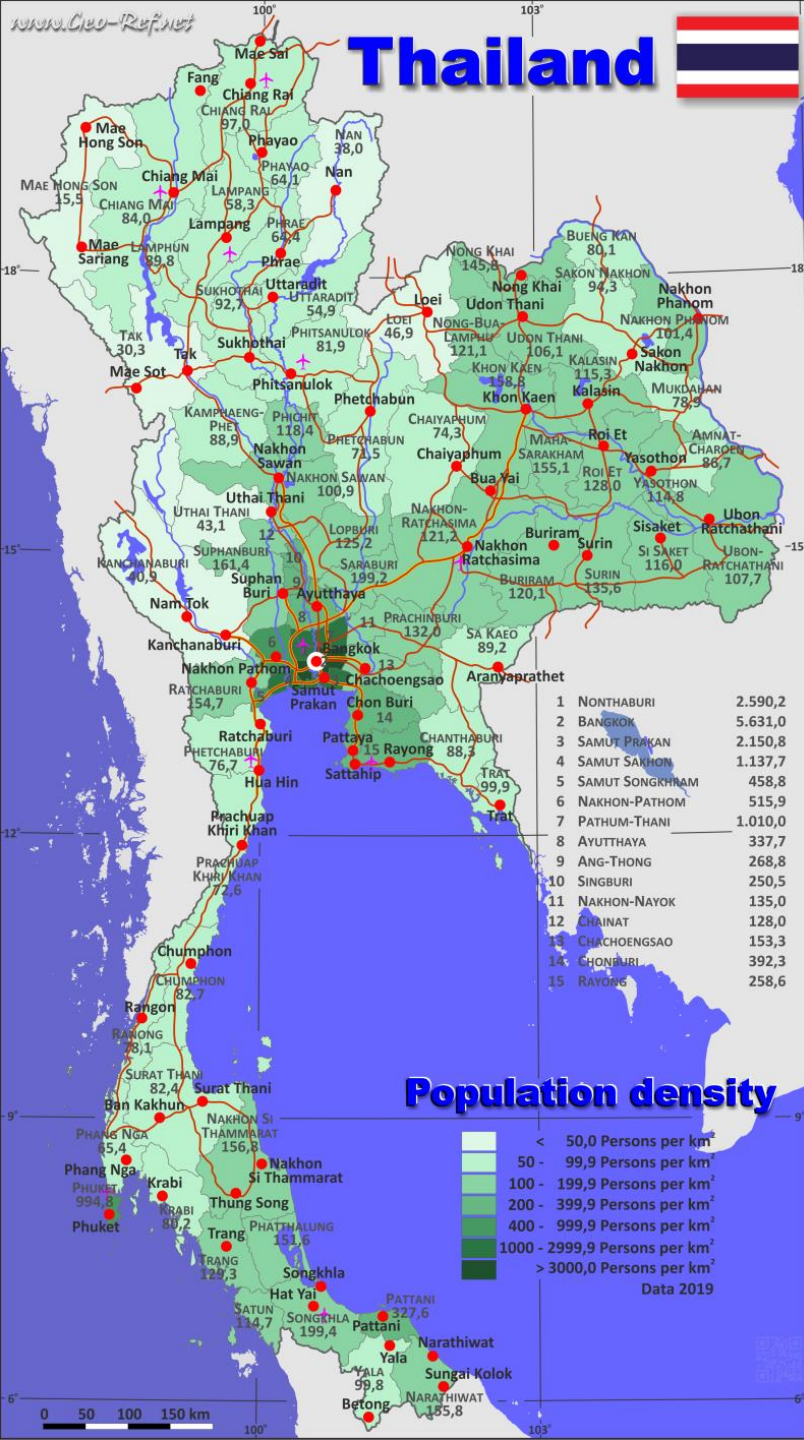 www.Geo-Ref.net
Thailand
100°
103°
Mae Sai
Fang
Chiang Rai
CHIANG RAI
97,0
Mae
Hong Son
Phayao
PHAYAO
64,1
NAN
38,0
Nan
MAE HONG SON
15,5
Chiang Mai
CHIANG MAI
84,0
LAMPANG
58,3
Lampang
PHRAE
64,4
Phrae
Mae
Sariang
LAMPHUN
89,8
18°
18°
NONG KHAI
145,8
BUENG KAN
80,1
Nong Khai
SAKON NAKHON
94,3
Uttaradit
UTTARADIT
54,9
SUKHOTHAI
92,7
Loei
LOEI
46,9
Udon Thani
UDON THANI
106,1
Nakhon
Phanom
NAKHON PHANOM
101,4
NONG-BUA-
LAMPHU
121,1
TAK
30,3
Tak
Mae Sot
Sukhothai
PHITSANULOK
81,9
Phitsanulok
Sakon
Nakhon
KHON KAEN
158,8
Khon Kaen
KALASIN
115,3
Kalasin
MUKDAHAN
78,9
Phetchabun
PHETCHABUN
71,5
KAMPHAENG-
PHET
88,9
PHICHIT
118,4
CHAIYAPHUM
74,3
Chaiyaphum
MAHA-
SARAKHAM
155,1
Roi Et
ROI ET
128,0
Yasothon
YASOTHON
114,8
AMNAT-
CHAROEN
86,7
Nakhon
Sawan
NAKHON SAWAN
100,9
Bua Yai
Uthai Thani
UTHAI THANI
43,1
12
LOPBURI
125,2
NAKHON-
RATCHASIMA
121,2
Nakhon
Ratchasima
Buriram
BURIRAM
120,1
Surin
SURIN
135,6
Sisaket
SI SAKET
116,0
Ubon
Ratchathani
UBON-
RATCHATHANI
107,7
15°
15°
KANCHANABURI
40,9
SUPHANBURI
161,4
10
SARABURI
199,2
Suphan
Buri
9
Ayutthaya
8
Nam Tok
Kanchanaburi
11
PRACHINBURI
132,0
SA KAEO
89,2
Aranyaprathet
6
Bangkok
Nakhon Pathom
13
Chachoengsao
Samut
Prakan
5
RATCHABURI
154,7
Chon Buri
14
Ratchaburi
PHETCHABURI
76,7
Pattaya
15
Rayong
Sattahip
CHANTHABURI
88,3
Hua Hin
TRAT
99,9
Trat
1 NONTHABURI 2.590,2
2 BANGKOK 5.631,0
3 SAMUT PRAKAN 2.150,8
4 SAMUT SAKHON 1.137,7
5 SAMUT SONGKHRAM 458,8
6 NAKHON-PATHOM 515,9
7 PATHUM-THANI 1.010,0
8 AYUTTHAYA 337,7
9 ANG-THONG 268,8
10 SINGBURI 250,5
11 NAKHON-NAYOK 135,0
12 CHAINAT 128,0
13 CHACHOENGSAO 153,3
14 CHONBURI 392,3
15 RAYONG 258,6
12°
Prachuap
Khiri Khan
PRACHUAP
KHIRI KHAN
72,6
Chumphon
CHUMPHON
82,7
Rangon
RANONG
78,1
SURAT THANI
82,4
Surat Thani
Ban Kakhun
9°
9°
NAKHON SI
THAMMARAT
156,8
PHANG NGA
65,4
Phang Nga
Nakhon
Si Thammarat
Krabi
KRABI
80,2
PHUKET
994,8
Phuket
Thung Song
PHATTHALUNG
151,6
Trang
TRANG
129,3
Songkhla
Hat Yai
SONGKHLA
199,4
SATUN
114,7
PATTANI
327,6
Pattani
Narathiwat
Yala
YALA
99,8
Sungai Kolok
NARATHIWAT
155,8
Betong
Population density
< 50,0 Persons per km²
50 - 99,9 Persons per km²
100 - 199,9 Persons per km²
200 - 399,9 Persons per km²
400 - 999,9 Persons per km²
1000 - 2999,9 Persons per km²
> 3000,0 Persons per km²
Data 2019
6°
6°
0 50 100 150 km
100°
103°